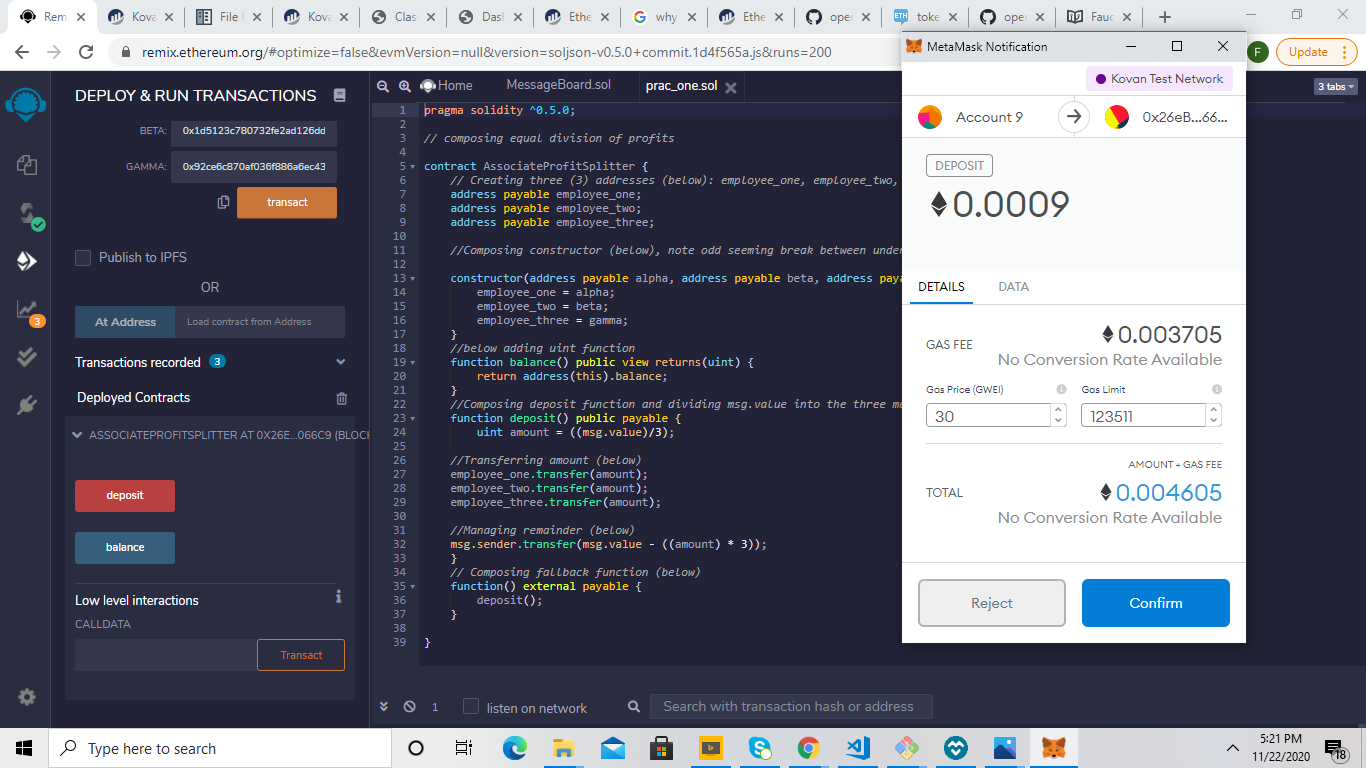 Rem
Kova
File I
Kova
Clas
Dash
Ethe
why
Ethe
open
toke
open
Fauc
remix.ethereum.org/#optimize=false&evmVersion=null&version=soljson-v0.5.0+commit.1d4f565a.js&runs=200
F
Update
DEPLOY & RUN TRANSACTIONS
BETA: 0x1d5123c780732fe2ad126dd
GAMMA: 0x92ce6c870af036f886a6ec43
transact
Publish to IPFS
OR
At Address
Load contract from Address
Transactions recorded 3
Deployed Contracts
ASSOCIATEPROFITSPLITTER AT 0X26E...066C9 (BLOCK
deposit
balance
Low level interactions
i
CALLDATA
Transact
3
Home
MessageBoard.sol
prac_one.sol
3 tabs
1 pragma solidity ^0.5.0;
2
3 // composing equal division of profits
4
5 contract AssociateProfitSplitter {
6 // Creating three (3) addresses (below): employee_one, employee_two,
7 address payable employee_one;
8 address payable employee_two;
9 address payable employee_three;
10
11 //Composing constructor (below), note odd seeming break between under
12
13 constructor(address payable alpha, address payable beta, address paya
14 employee_one = alpha;
15 employee_two = beta;
16 employee_three = gamma;
17 }
18 //below adding uint function
19 function balance() public view returns(uint) {
20 return address(this).balance;
21 }
22 //Composing deposit function and dividing msg.value into the three me
23 function deposit() public payable {
24 uint amount = ((msg.value)/3);
25
26 //Transferring amount (below)
27 employee_one.transfer(amount);
28 employee_two.transfer(amount);
29 employee_three.transfer(amount);
30
31 //Managing remainder (below)
32 msg.sender.transfer(msg.value - ((amount) * 3));
33 }
34 // Composing fallback function (below)
35 function() external payable {
36 deposit();
37 }
38
39 }
1
listen on network
Search with transaction hash or address
MetaMask Notification
Kovan Test Network
Account 9
0x26eB...66...
DEPOSIT
0.0009
DETAILS
DATA
GAS FEE
0.003705
No Conversion Rate Available
Gas Price (GWEI)
Gas Limit
30
123511
AMOUNT + GAS FEE
TOTAL
0.004605
No Conversion Rate Available
Reject
Confirm
Type here to search
5:21 PM
11/22/2020
18